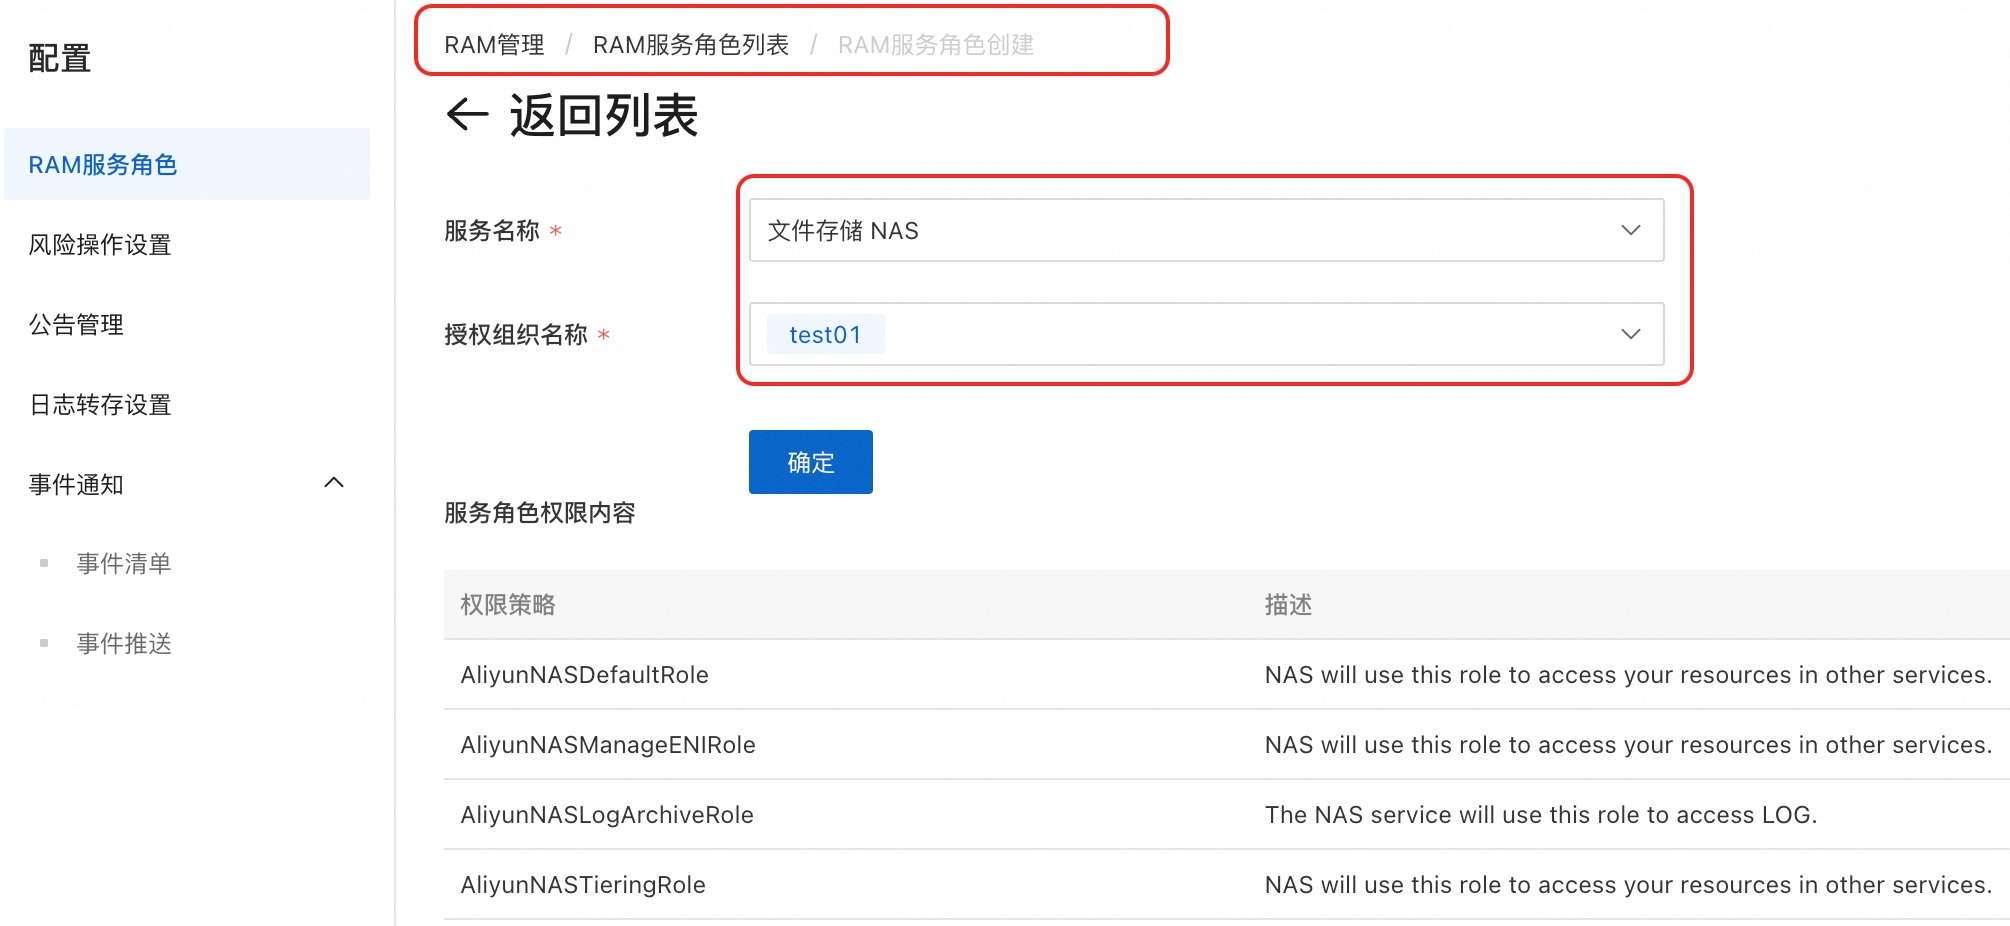 配置
RAM服务角色
风险操作设置
公告管理
日志转存设置
事件通知
事件清单
事件推送
RAM管理 / RAM服务角色列表 / RAM服务角色创建
← 返回列表
服务名称 * 文件存储 NAS
授权组织名称 * test01
确定
服务角色权限内容
权限策略 描述
AliyunNASDefaultRole NAS will use this role to access your resources in other services.
AliyunNASManageENIRole NAS will use this role to access your resources in other services.
AliyunNASLogArchiveRole The NAS service will use this role to access LOG.
AliyunNASTieringRole NAS will use this role to access your resources in other services.